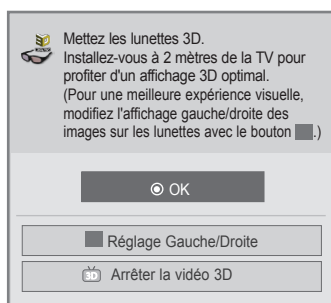 Mettez les lunettes 3D.
Installez-vous à 2 mètres de la TV pour
profiter d'un affichage 3D optimal.
(Pour une meilleure expérience visuelle,
modifiez l'affichage gauche/droite des
images sur les lunettes avec le bouton .)
OK
Réglage Gauche/Droite
3D Arrêter la vidéo 3D